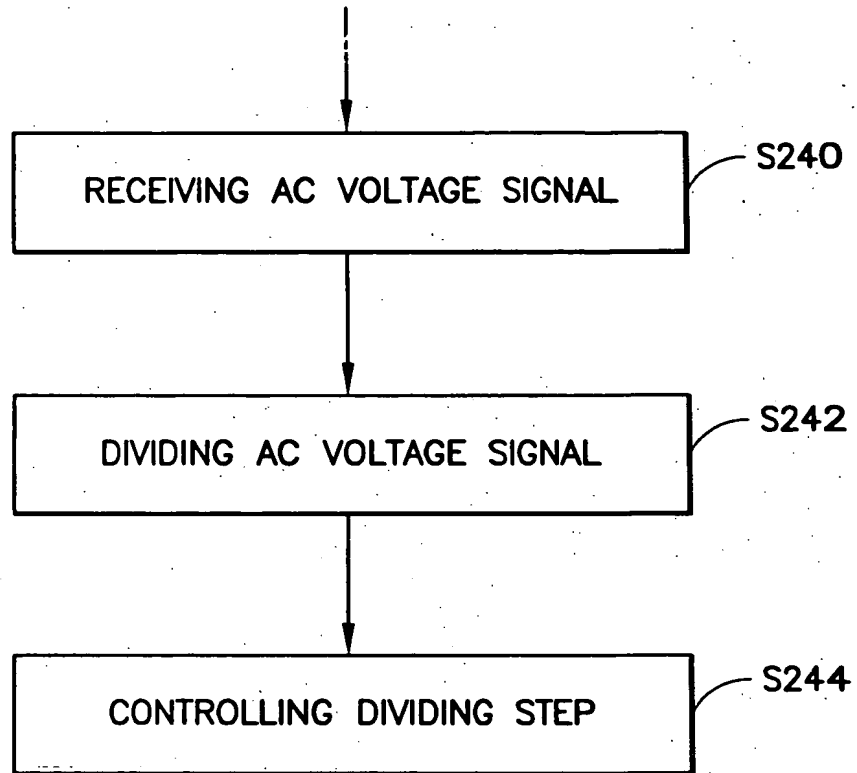 RECEIVING AC VOLTAGE SIGNAL
S240
DIVIDING AC VOLTAGE SIGNAL
S242
CONTROLLING DIVIDING STEP
S244